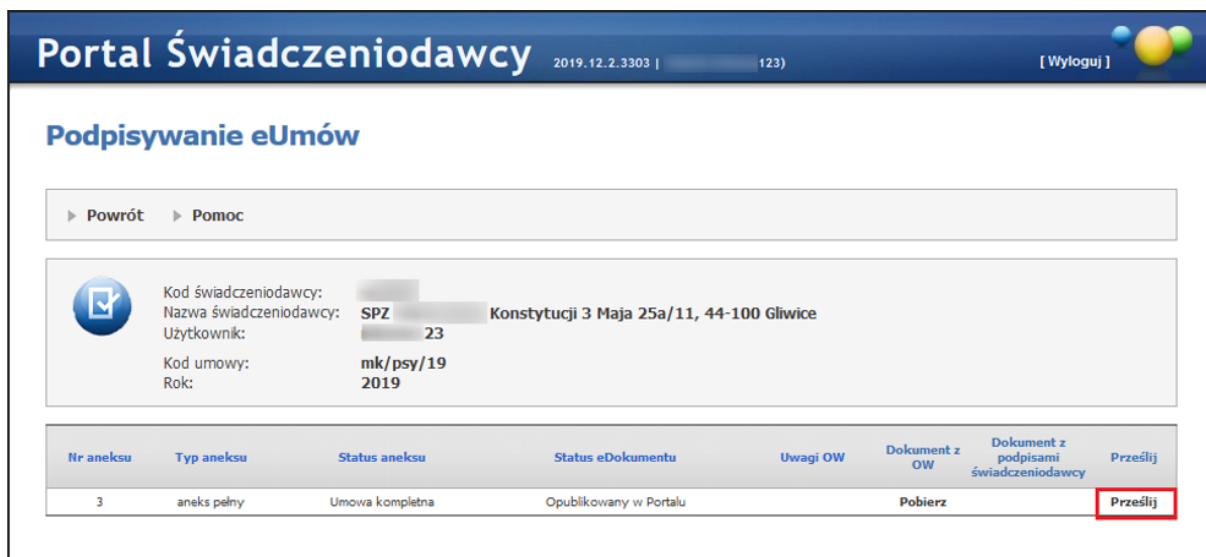 Portal Świadczeniodawcy 2019.12.2.3303 | 123) [ Wyloguj ]
Podpisywanie eUmów
Powrót Pomoc
Kod świadczeniodawcy:
Nazwa świadczeniodawcy: SPZ Konstytucji 3 Maja 25a/11, 44-100 Gliwice
Użytkownik: 23
Kod umowy: mk/psy/19
Rok: 2019
Nr aneksu Typ aneksu Status aneksu Status eDokumentu Uwagi OW Dokument z OW Dokument z podpisami świadczeniodawcy Prześlij
3 aneks pełny Umowa kompletna Opublikowany w Portalu Pobierz Prześlij